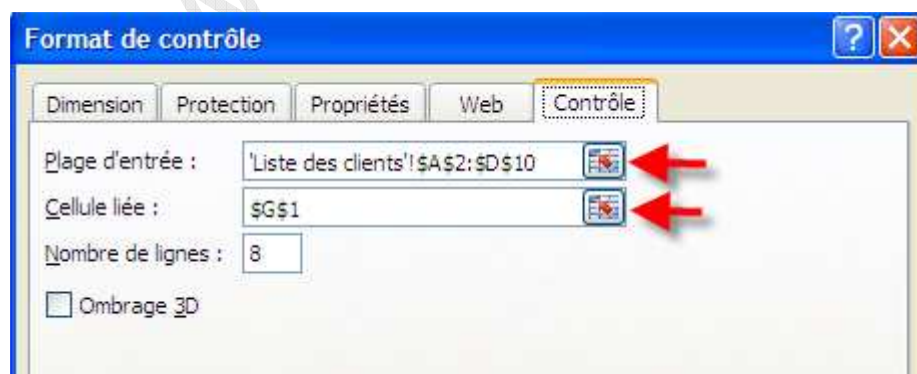 Format de contrôle
Dimension Protection Propriétés Web Contrôle
Plage d'entrée : 'Liste des clients'!$A$2:$D$10
Cellule liée : $G$1
Nombre de lignes : 8
Ombrage 3D